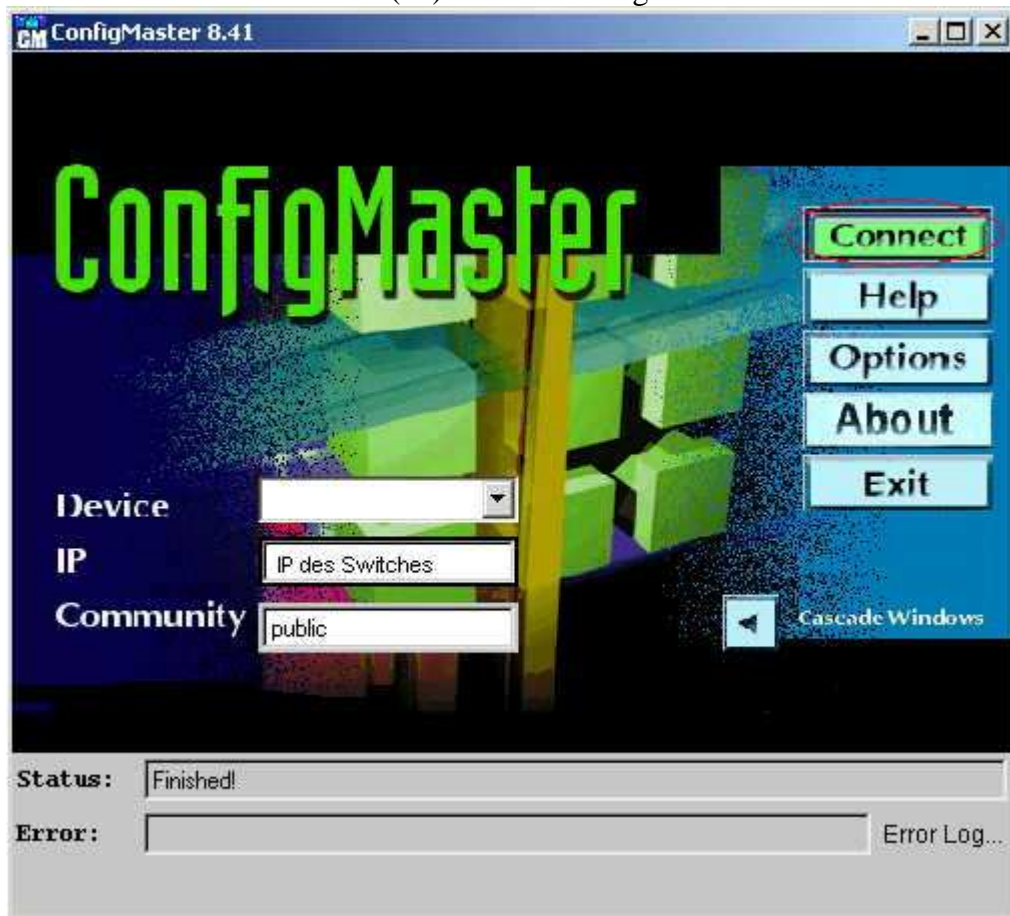 CM ConfigMaster 8.41
ConfigMaster
Connect
Help
Options
About
Exit
Device
IP
IP des Switches
Community
public
Cascade Windows
Status:
Finished!
Error:
Error Log...